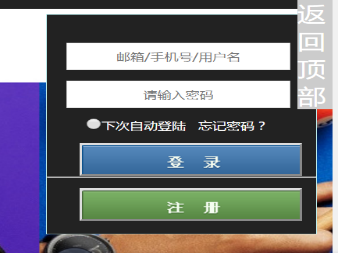 邮箱/手机号/用户名
请输入密码
下次自动登陆 忘记密码？
登 录
注 册
返
回
顶
部